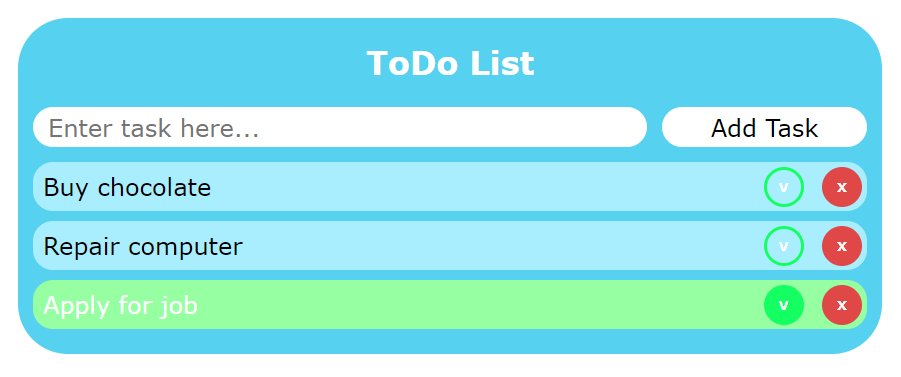 ToDo List
Enter task here...
Add Task
Buy chocolate
v
x
Repair computer
v
x
Apply for job
v
x